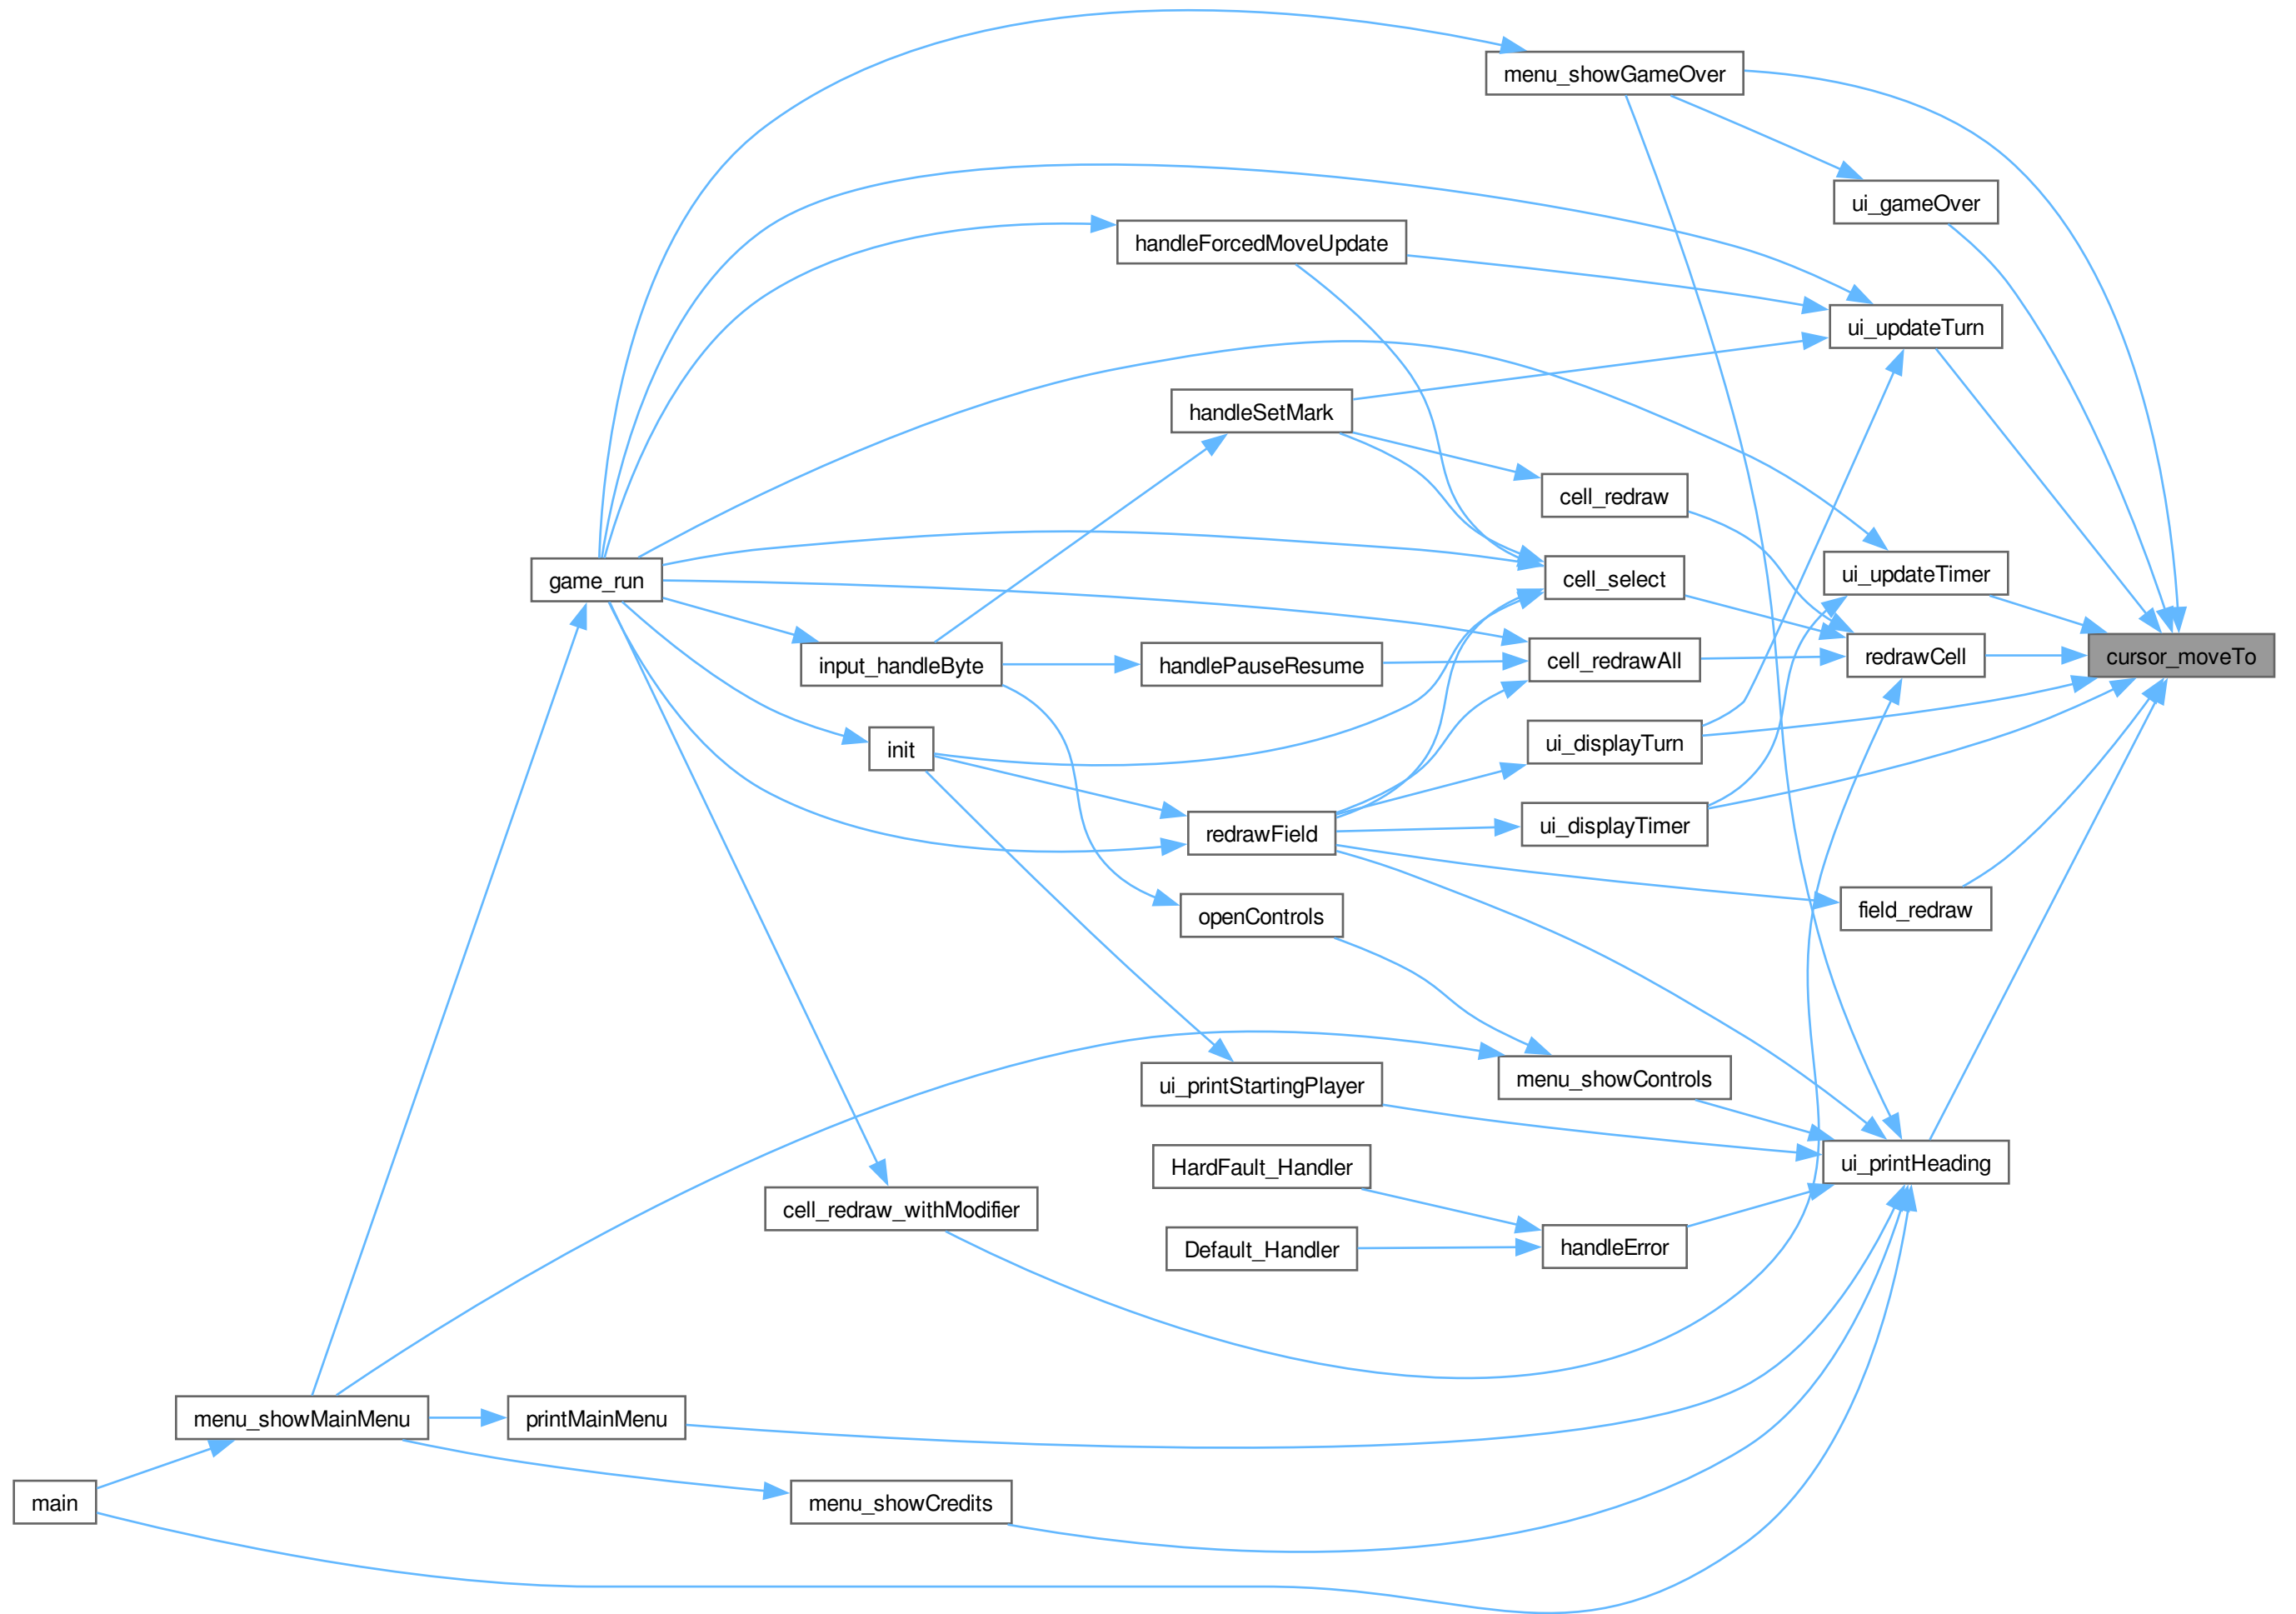 menu_showGameOver
ui_gameOver
handleForcedMoveUpdate
ui_updateTurn
handleSetMark
cell_redraw
game_run
cell_select
ui_updateTimer
input_handleByte
handlePauseResume
cell_redrawAll
redrawCell
cursor_moveTo
init
ui_displayTurn
redrawField
ui_displayTimer
openControls
field_redraw
ui_printStartingPlayer
menu_showControls
HardFault_Handler
ui_printHeading
cell_redraw_withModifier
Default_Handler
handleError
menu_showMainMenu
printMainMenu
main
menu_showCredits